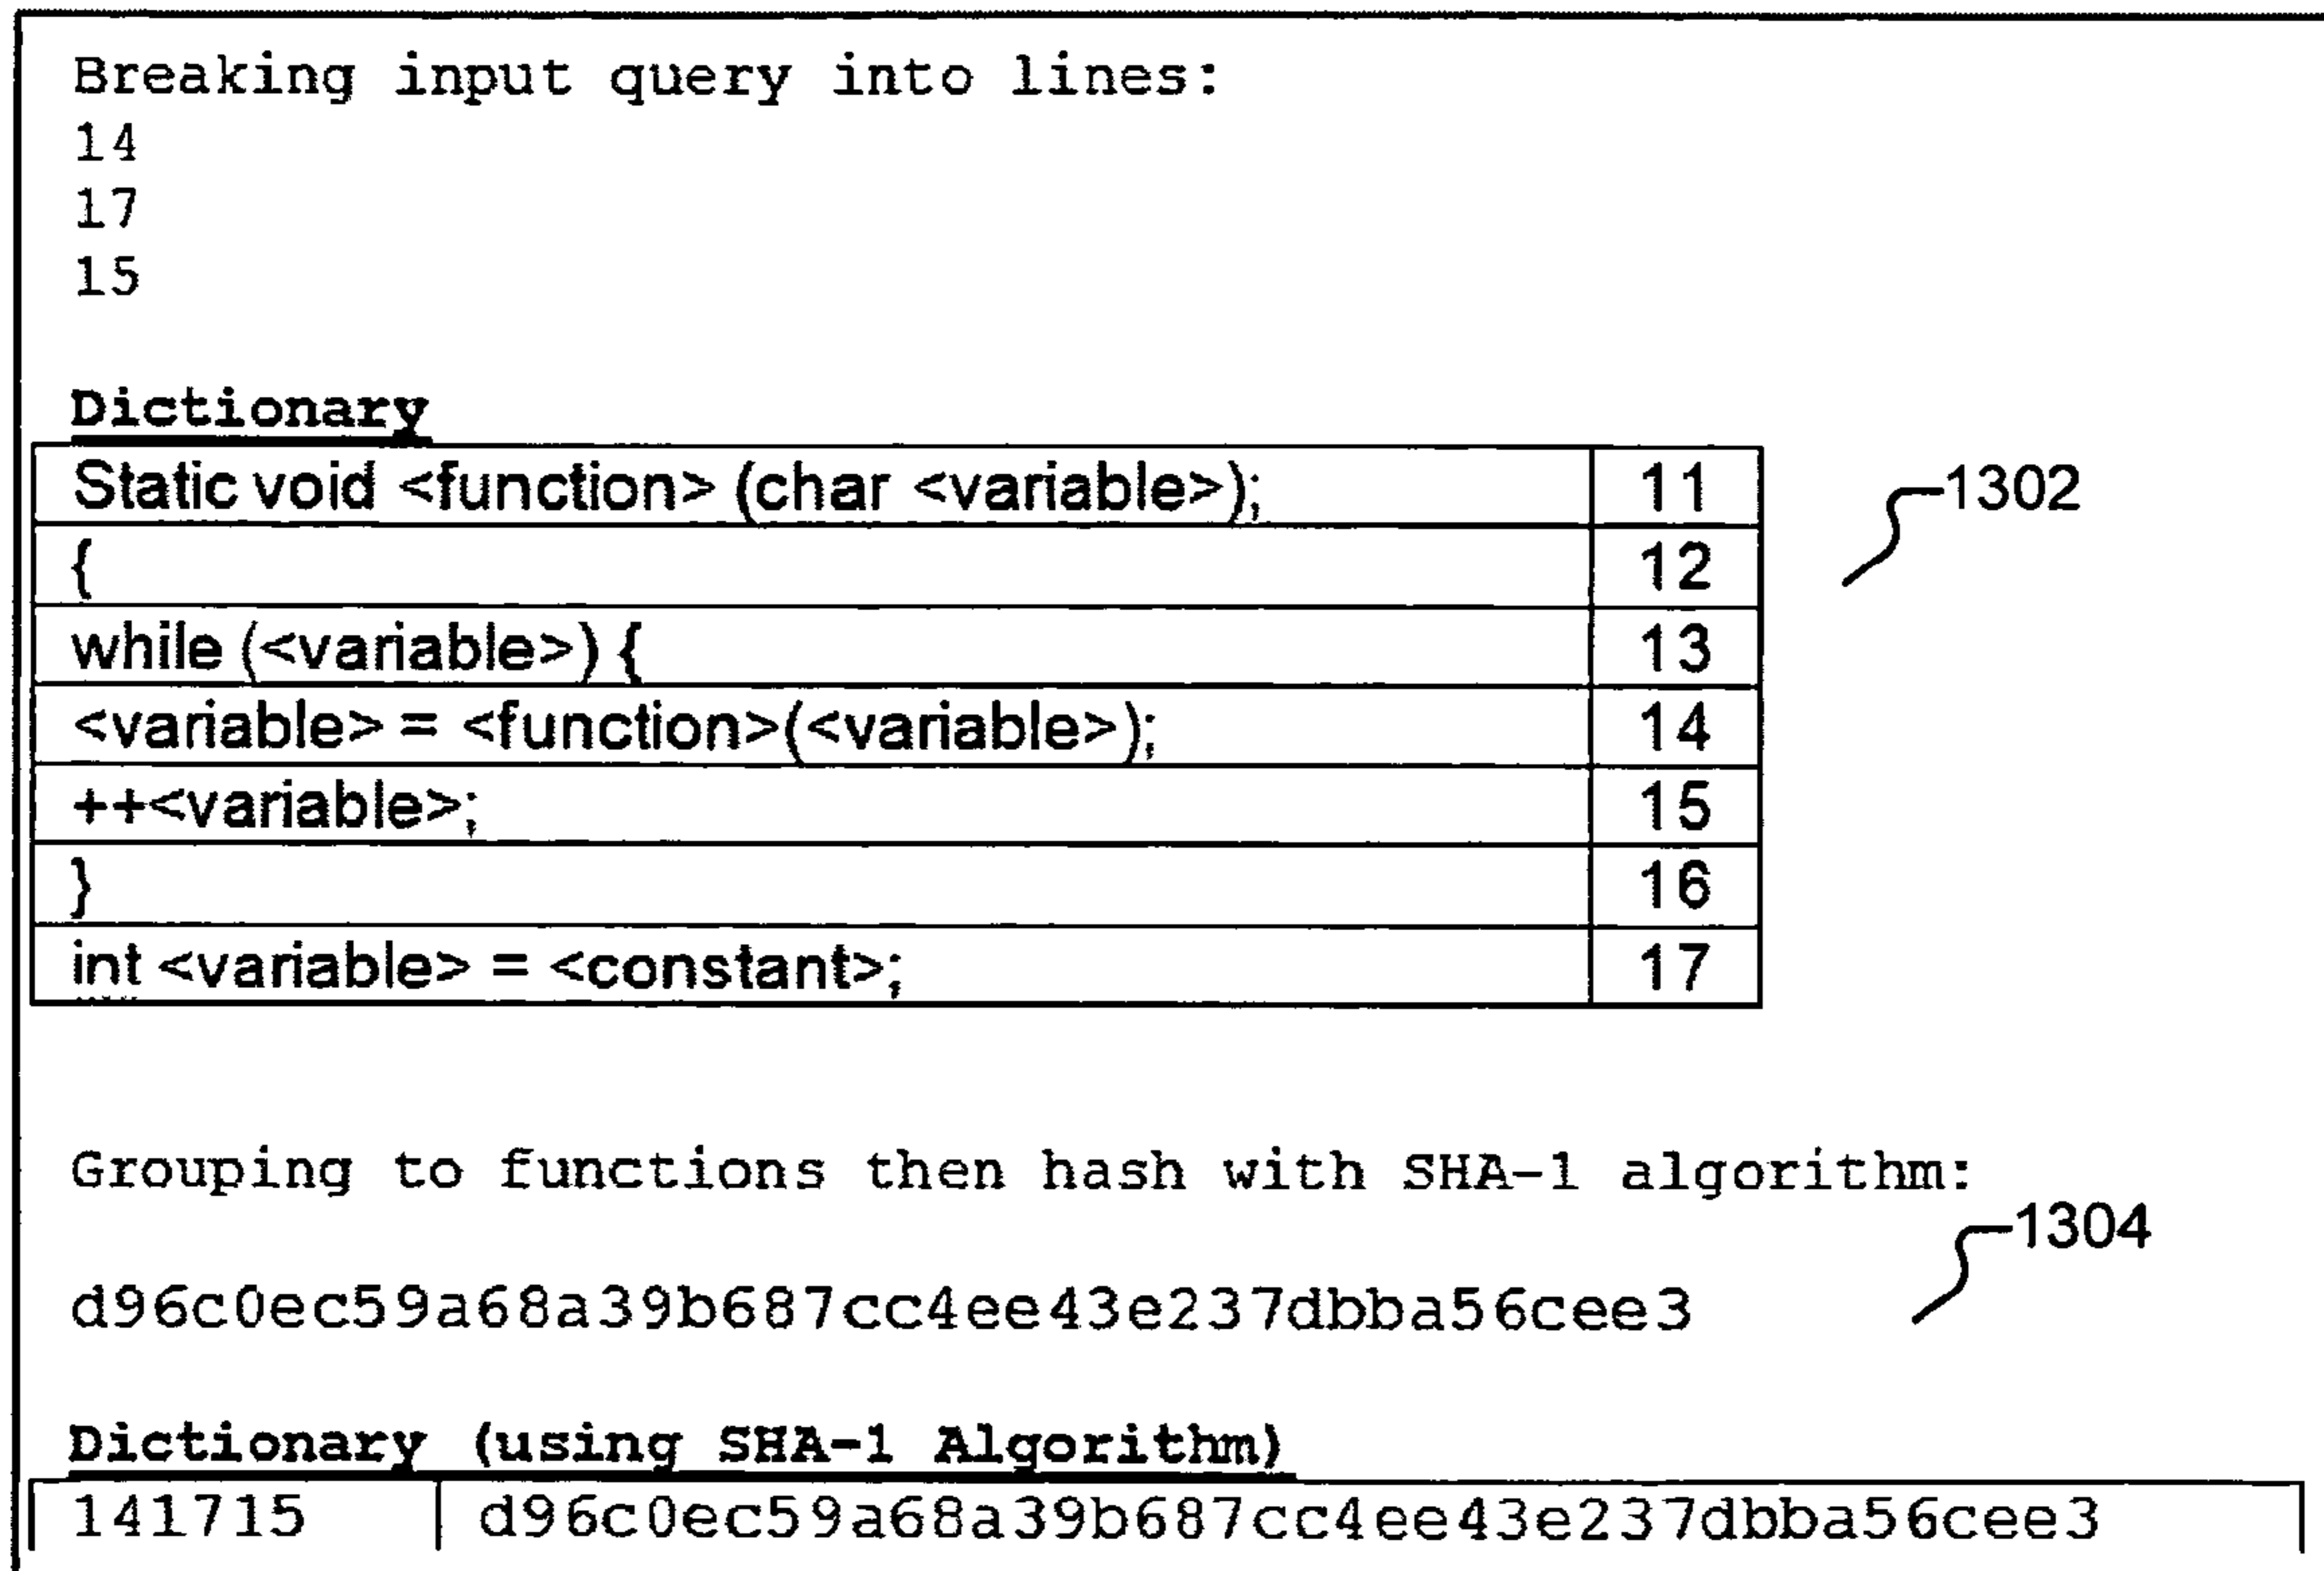 Breaking input query into lines:
14
17
15
Dictionary
Static void <function> (char <variable>); 11
1302
{ 12
while (<variable>) { 13
<variable> = <function>(<variable>); 14
++<variable>; 15
} 16
int <variable> = <constant>; 17
Grouping to functions then hash with SHA-1 algorithm:
1304
d96c0ec59a68a39b687cc4ee43e237dbba56cee3
Dictionary (using SHA-1 Algorithm)
141715 d96c0ec59a68a39b687cc4ee43e237dbba56cee3